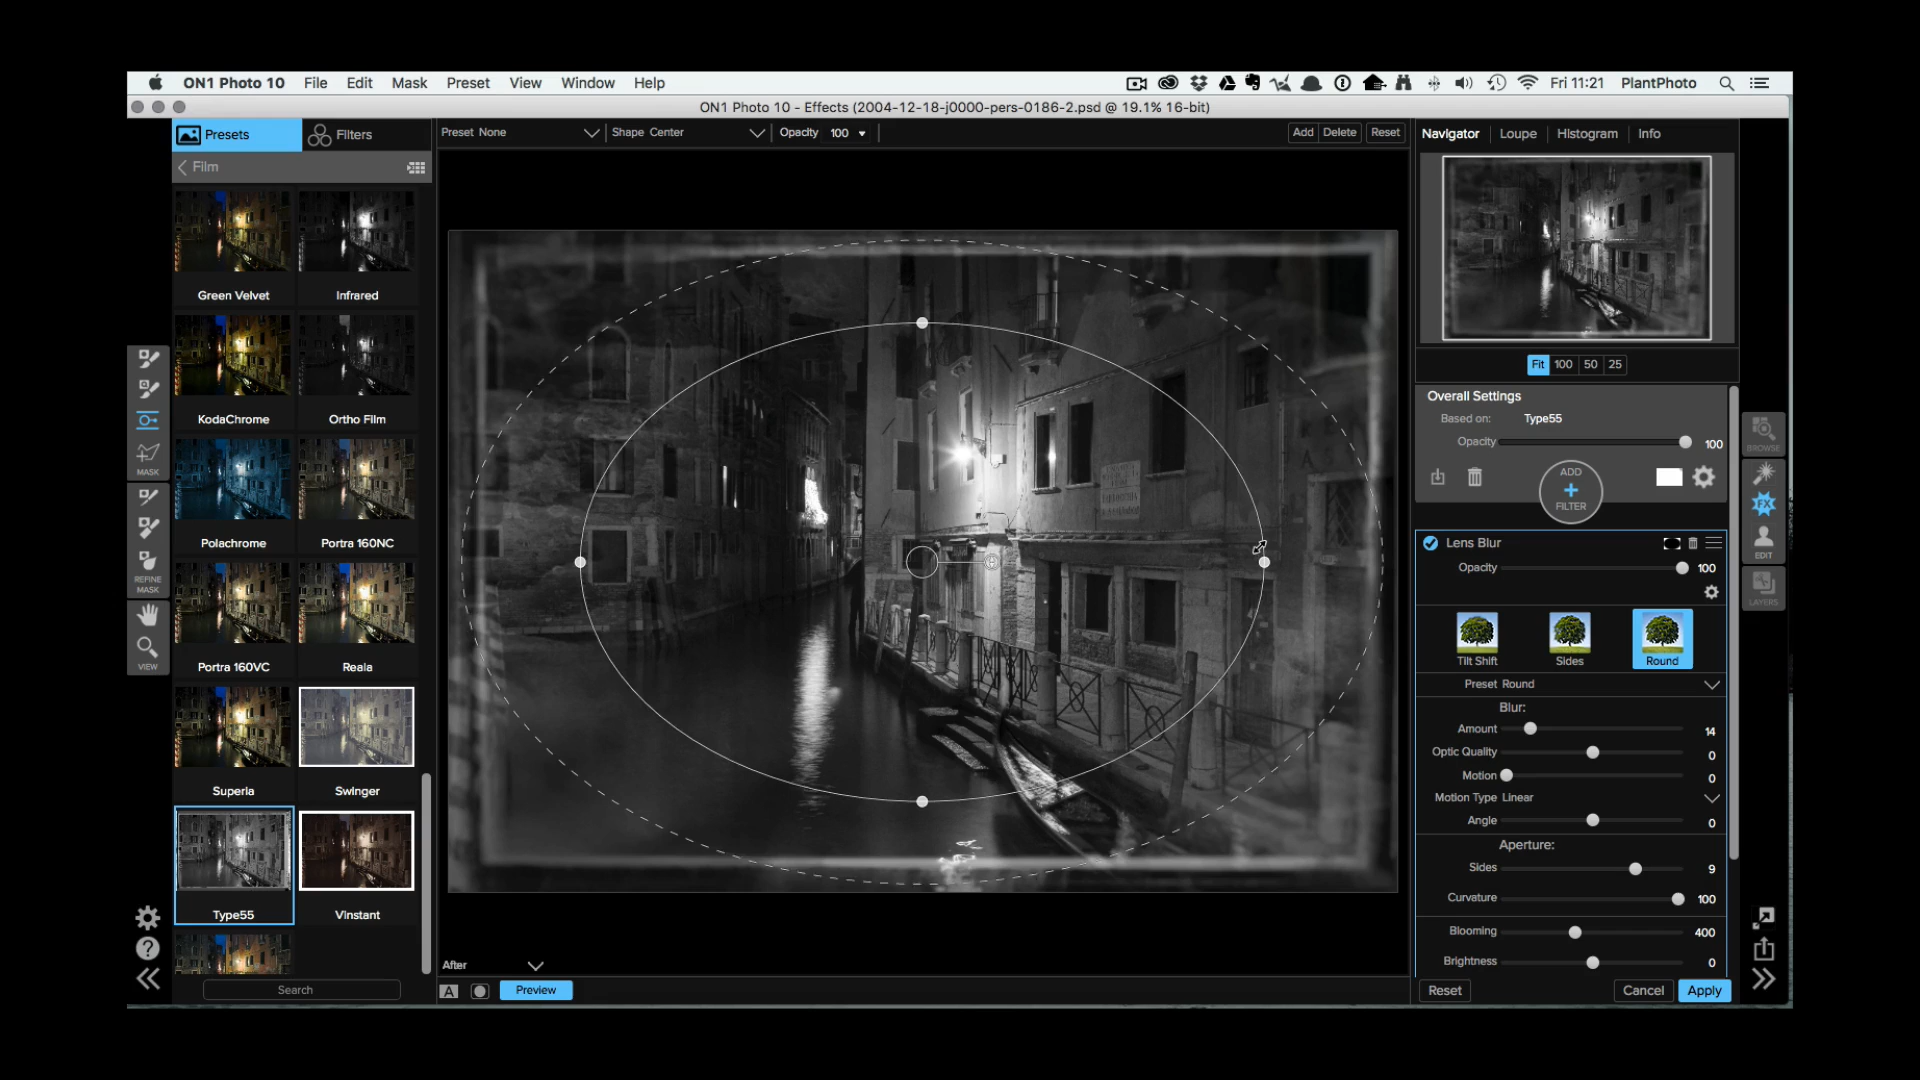 ON1 Photo 10 File Edit Mask Preset View Window Help Fri 11:21 PlantPhoto
ON1 Photo 10 - Effects (2004-12-18-j0000-pers-0186-2.psd @ 19.1% 16-bit)
Presets Filters
Film
Green Velvet Infrared
KodaChrome Ortho Film
Polachrome Portra 160NC
Portra 160VC Reala
Superia Swinger
Type55 VInstant
Search
MASK
REFINE
MASK
VIEW
Preset None Shape Center Opacity 100 Add Delete Reset
After
A Preview
Navigator Loupe Histogram Info
Fit 100 50 25
Overall Settings
Based on: Type55
Opacity 100
ADD
FILTER
Lens Blur
Opacity 100
Tilt Shift Sides Round
Preset Round
Blur:
Amount 14
Optic Quality 0
Motion 0
Motion Type Linear
Angle 0
Aperture:
Sides 9
Curvature 100
Blooming 400
Brightness 0
Reset Cancel Apply
BROWSE
FX
EDIT
LAYERS